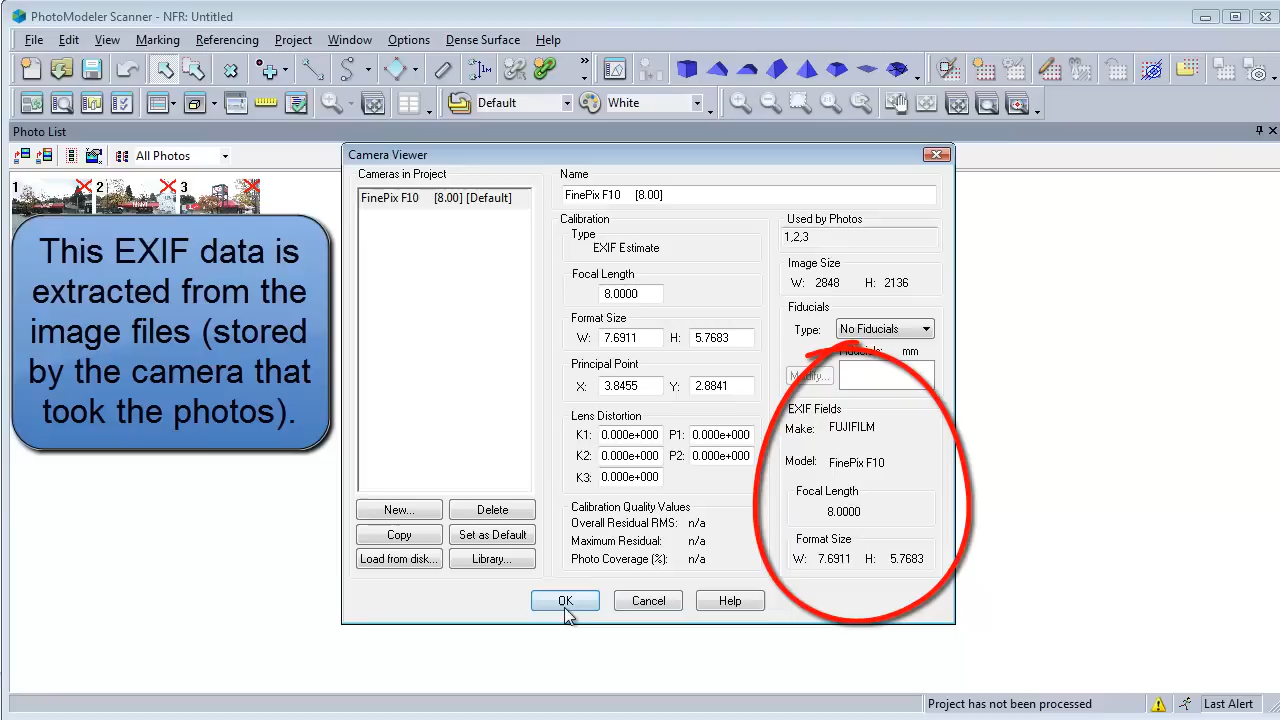 PhotoModeler Scanner - NFR: Untitled
File Edit View Marking Referencing Project Window Options Dense Surface Help
Default White
Photo List
All Photos
1 2 3
This EXIF data is
extracted from the
image files (stored
by the camera that
took the photos).
Camera Viewer
Cameras in Project
FinePix F10 [8.00] [Default]
New... Delete
Copy Set as Default
Load from disk... Library...
Name
FinePix F10 [8.00]
Calibration
Type
EXIF Estimate
Focal Length
8.0000
Format Size
W: 7.6911 H: 5.7683
Principal Point
X: 3.8455 Y: 2.8841
Lens Distortion
K1: 0.000e+000 P1: 0.000e+000
K2: 0.000e+000 P2: 0.000e+000
K3: 0.000e+000
Calibration Quality Values
Overall Residual RMS: n/a
Maximum Residual: n/a
Photo Coverage (%): n/a
Used by Photos
1,2,3
Image Size
W: 2848 H: 2136
Fiducials
Type: No Fiducials
Fiducials: mm
Modify...
EXIF Fields
Make: FUJIFILM
Model: FinePix F10
Focal Length
8.0000
Format Size
W: 7.6911 H: 5.7683
OK Cancel Help
Project has not been processed Last Alert